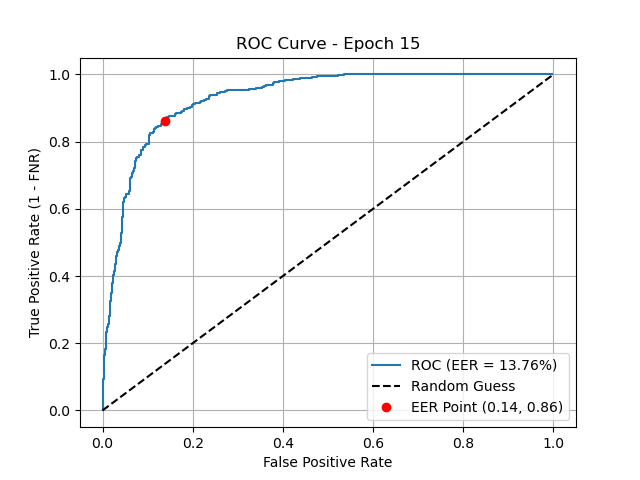 ROC Curve - Epoch 15
True Positive Rate (1 - FNR)
1.0
0.8
0.6
0.4
0.2
0.0
0.0 0.2 0.4 0.6 0.8 1.0
False Positive Rate
ROC (EER = 13.76%)
Random Guess
EER Point (0.14, 0.86)